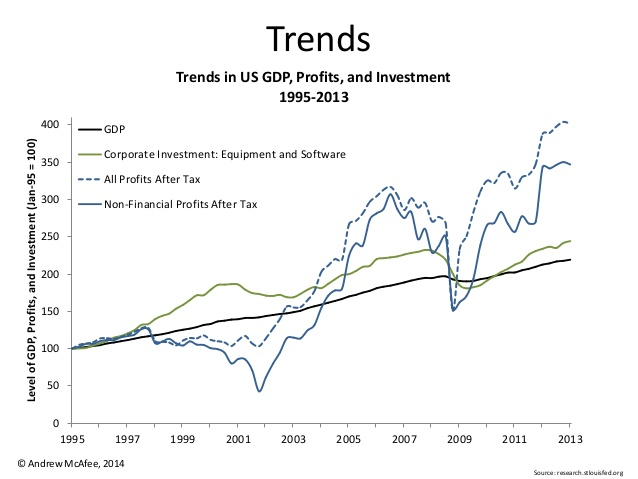 Trends
Trends in US GDP, Profits, and Investment
1995-2013
Level of GDP, Profits, and Investment (Jan-95 = 100)
400
350
300
250
200
150
100
50
0
GDP
Corporate Investment: Equipment and Software
All Profits After Tax
Non-Financial Profits After Tax
1995 1997 1999 2001 2003 2005 2007 2009 2011 2013
© Andrew McAfee, 2014
Source: research.stlouisfed.org